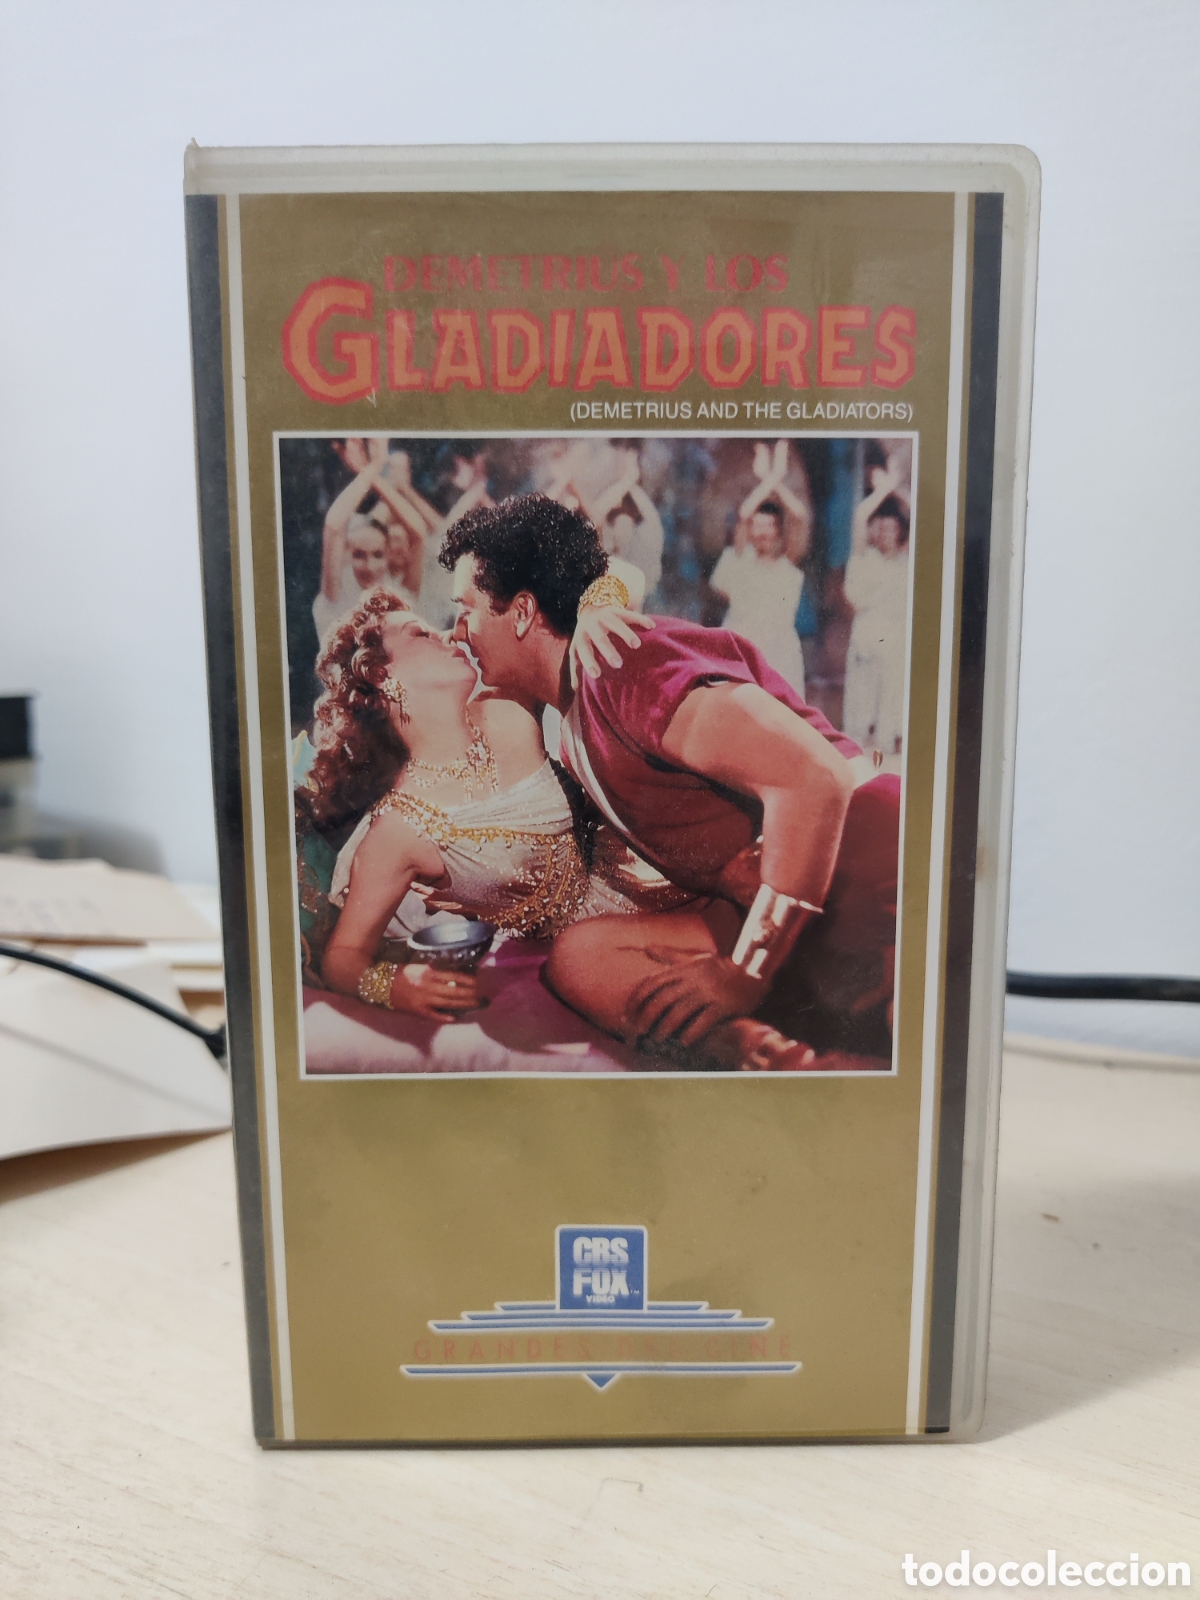 DEMETRIUS Y LOS
GLADIADORES
(DEMETRIUS AND THE GLADIATORS)
CBS
FOX
VIDEO
GRANDES DEL CINE
todocoleccion